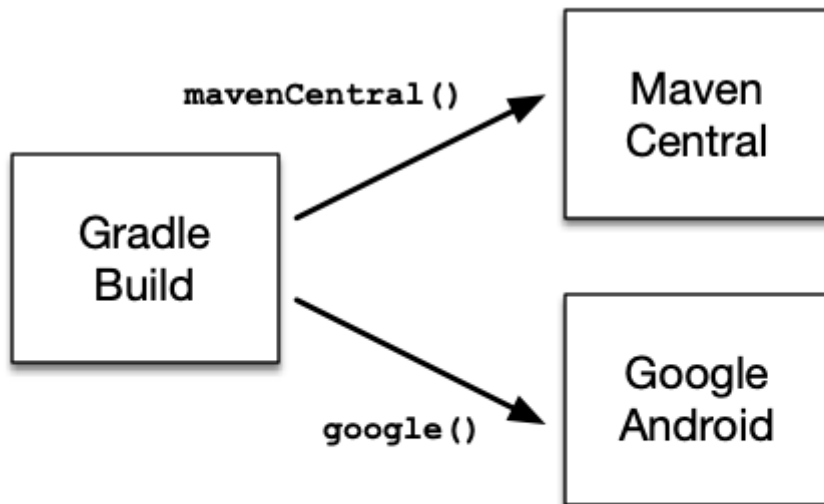 mavenCentral()
Maven
Central
Gradle
Build
Google
Android
google()